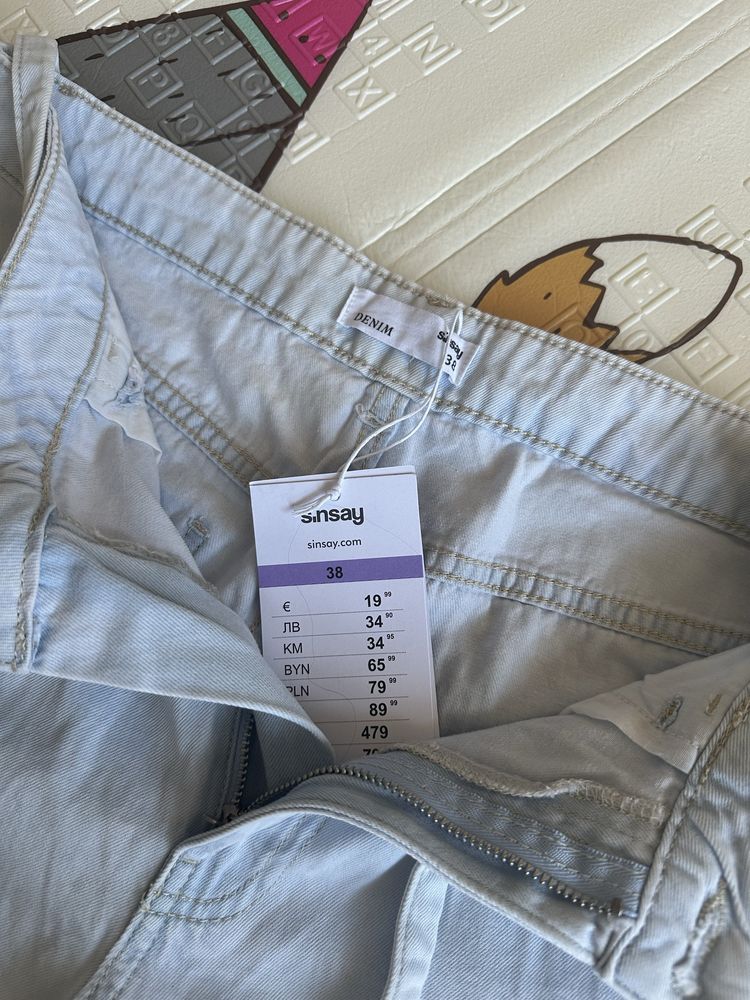 DENIM
sinsay
38
sinsay
sinsay.com
38
€ 19 99
ЛВ 34 90
KM 34 95
BYN 65 99
PLN 79 99
89 99
479